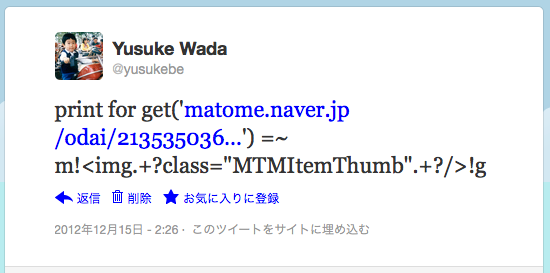 Yusuke Wada
@yusukebe
print for get('matome.naver.jp
/odai/213535036...') =~
m!<img.+?class="MTMItemThumb".+?/>!g
返信 削除 お気に入りに登録
2012年12月15日 - 2:26 · このツイートをサイトに埋め込む